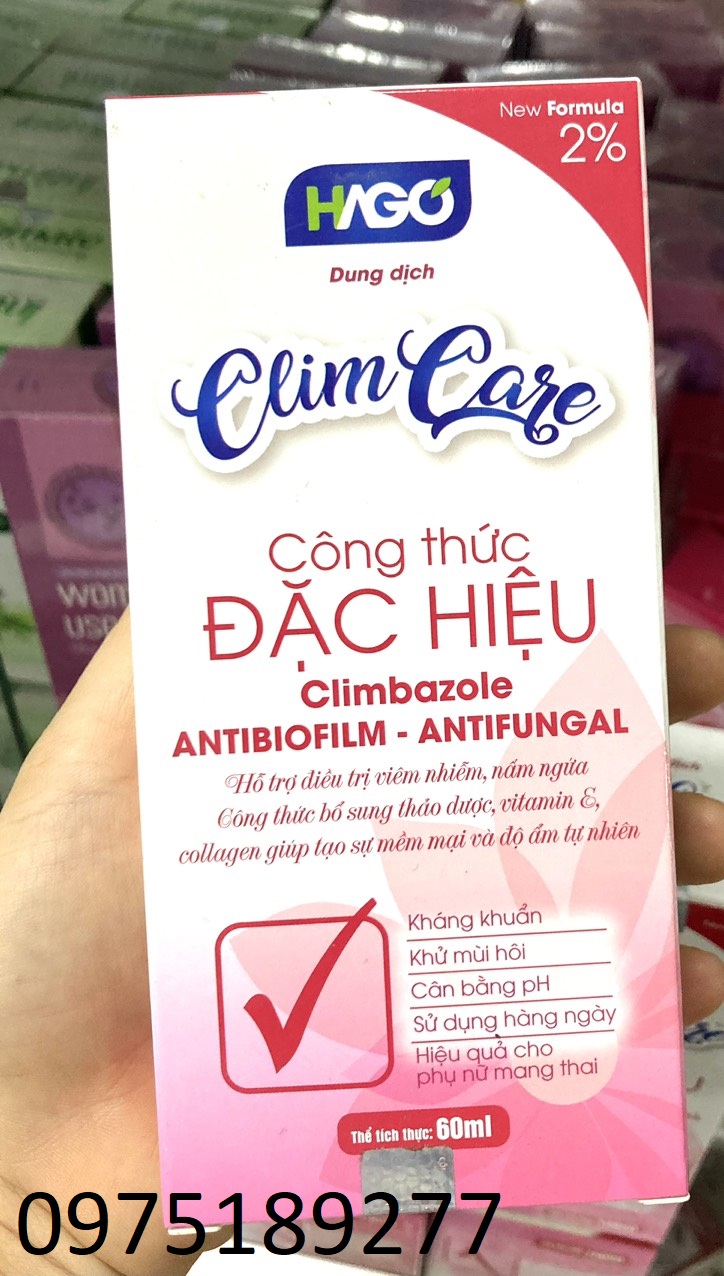 New Formula
2%
HAGO
Dung dịch
Clim Care
Công thức
ĐẶC HIỆU
Climbazole
ANTIBIOFILM - ANTIFUNGAL
Hỗ trợ điều trị viêm nhiễm, nấm ngứa
Công thức bổ sung thảo dược, vitamin E,
collagen giúp tạo sự mềm mại và độ ẩm tự nhiên
Kháng khuẩn
Khử mùi hôi
Cân bằng pH
Sử dụng hàng ngày
Hiệu quả cho
phụ nữ mang thai
Thể tích thực: 60ml
0975189277